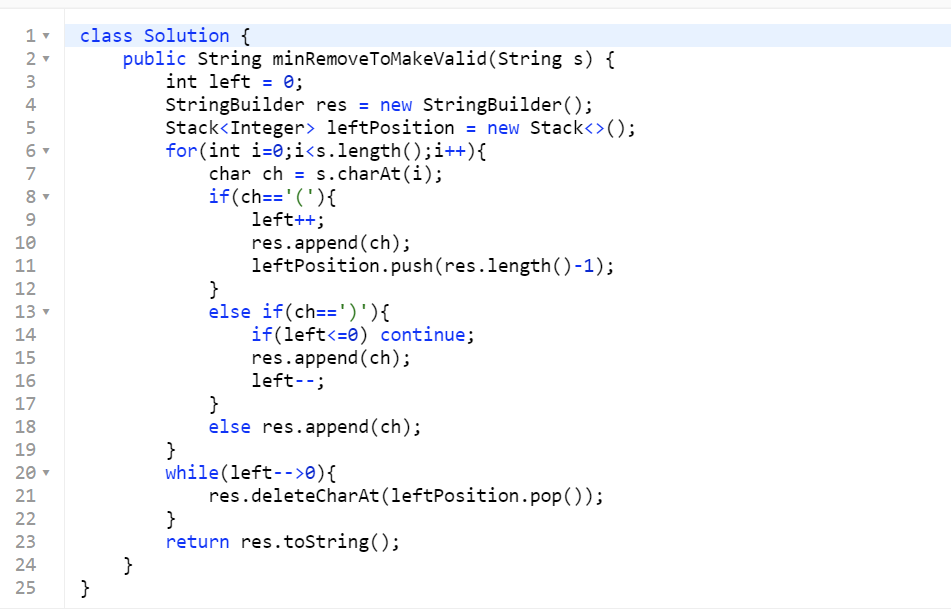 1 class Solution {
2     public String minRemoveToMakeValid(String s) {
3         int left = 0;
4         StringBuilder res = new StringBuilder();
5         Stack<Integer> leftPosition = new Stack<>();
6         for(int i=0;i<s.length();i++){
7             char ch = s.charAt(i);
8             if(ch=='('){
9                 left++;
10                 res.append(ch);
11                 leftPosition.push(res.length()-1);
12             }
13             else if(ch==')'){
14                 if(left<=0) continue;
15                 res.append(ch);
16                 left--;
17             }
18             else res.append(ch);
19         }
20         while(left-->0){
21             res.deleteCharAt(leftPosition.pop());
22         }
23         return res.toString();
24     }
25 }